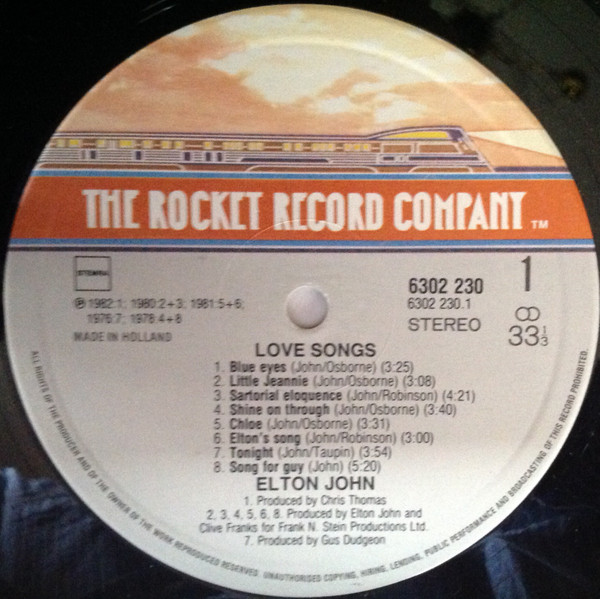 THE ROCKET RECORD COMPANY TM
STEMRA
℗ 1982:1; 1980:2+3; 1981:5+6;
1976:7; 1978:4+8
MADE IN HOLLAND
6302 230 1
6302 230.1
STEREO
33 1/3
LOVE SONGS
1. Blue eyes (John/Osborne) (3:25)
2. Little Jeannie (John/Osborne) (3:08)
3. Sartorial eloquence (John/Robinson) (4:21)
4. Shine on through (John/Osborne) (3:40)
5. Chloe (John/Osborne) (3:31)
6. Elton's song (John/Robinson) (3:00)
7. Tonight (John/Taupin) (3:54)
8. Song for guy (John) (5:20)
ELTON JOHN
1. Produced by Chris Thomas
2, 3, 4, 5, 6, 8. Produced by Elton John and
Clive Franks for Frank N. Stein Productions Ltd.
7. Produced by Gus Dudgeon
ALL RIGHTS OF THE PRODUCER AND OF THE OWNER OF THE WORK REPRODUCED RESERVED. UNAUTHORISED COPYING, HIRING, LENDING, PUBLIC PERFORMANCE AND BROADCASTING OF THIS RECORD PROHIBITED.